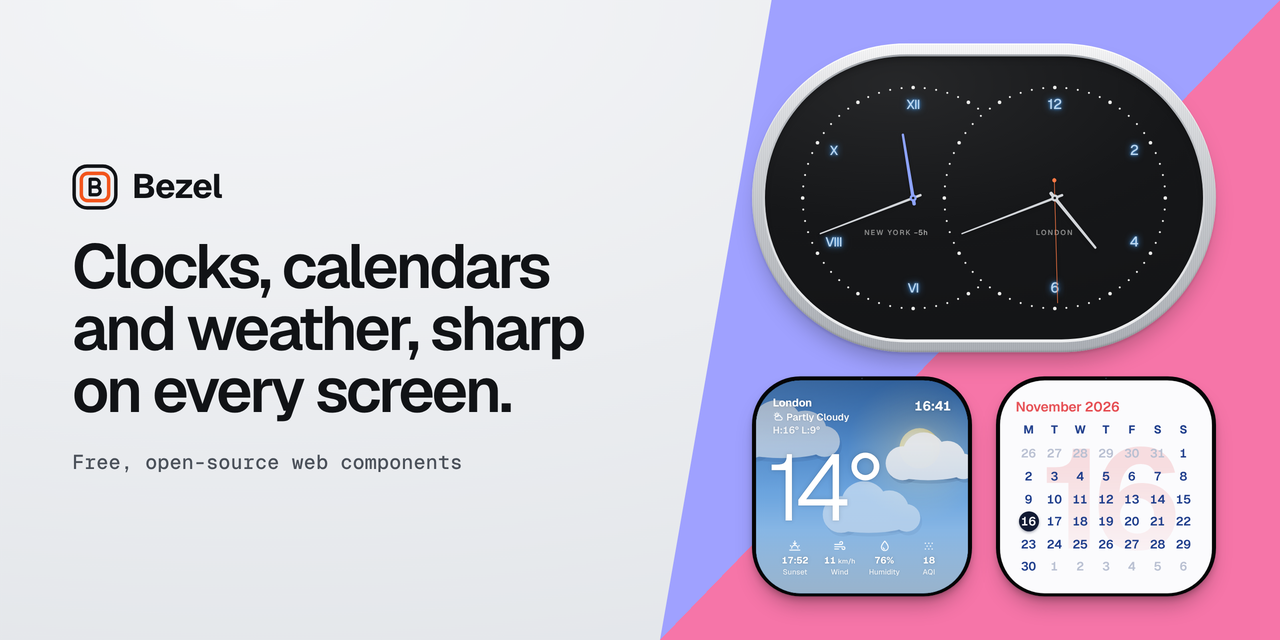 B Bezel
Clocks, calendars
and weather, sharp
on every screen.
Free, open-source web components
XII
X
VIII
VI
NEW YORK -5h
12
2
4
6
LONDON
London
16:41
Partly Cloudy
H:16° L:9°
14°
17:52 11 km/h 76% 18
Sunset Wind Humidity AQI
November 2026
M T W T F S S
26 27 28 29 30 31 1
2 3 4 5 6 7 8
9 10 11 12 13 14 15
16 17 18 19 20 21 22
23 24 25 26 27 28 29
30 1 2 3 4 5 6
16